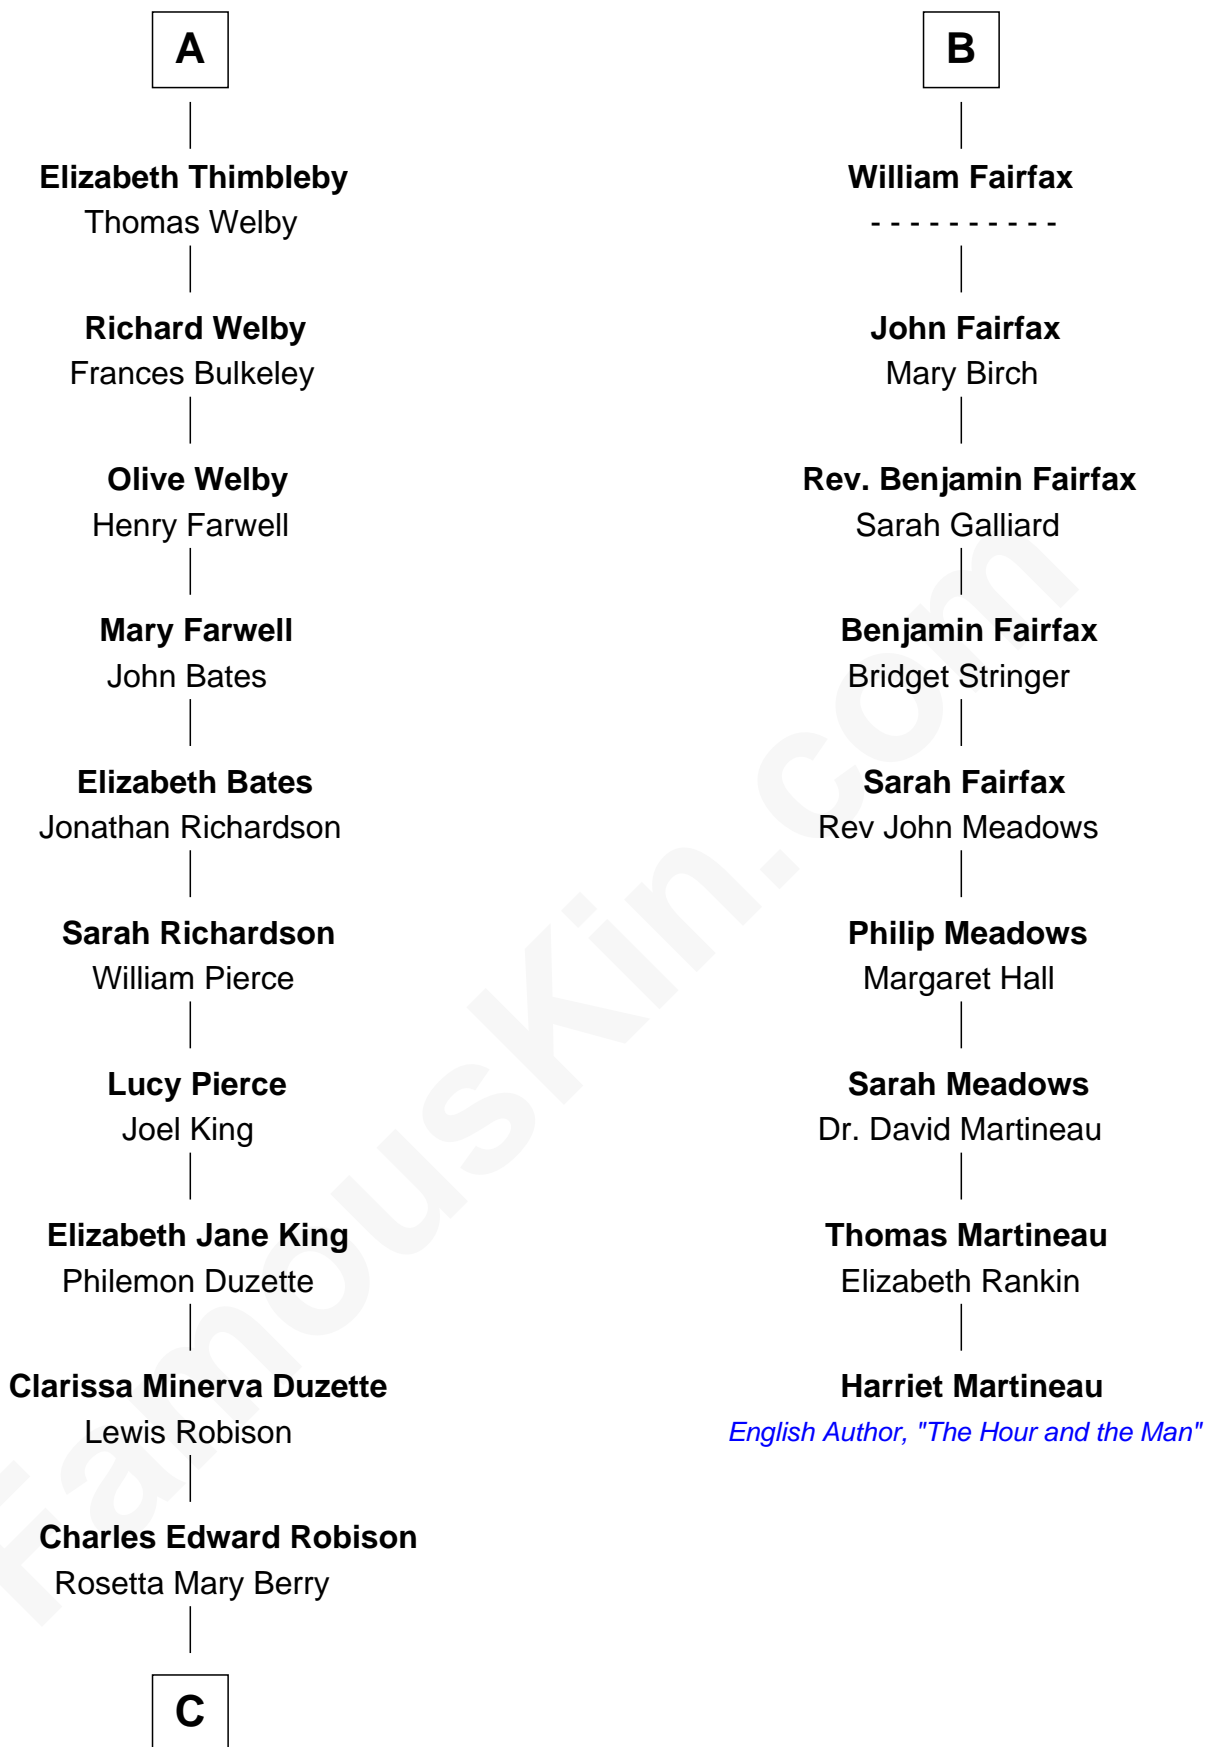 A
Elizabeth Thimbleby
Thomas Welby
Richard Welby
Frances Bulkeley
Olive Welby
Henry Farwell
Mary Farwell
John Bates
Elizabeth Bates
Jonathan Richardson
Sarah Richardson
William Pierce
Lucy Pierce
Joel King
Elizabeth Jane King
Philemon Duzette
Clarissa Minerva Duzette
Lewis Robison
Charles Edward Robison
Rosetta Mary Berry
C
B
William Fairfax
- - - - - - - - - -
John Fairfax
Mary Birch
Rev. Benjamin Fairfax
Sarah Galliard
Benjamin Fairfax
Bridget Stringer
Sarah Fairfax
Rev John Meadows
Philip Meadows
Margaret Hall
Sarah Meadows
Dr. David Martineau
Thomas Martineau
Elizabeth Rankin
Harriet Martineau
English Author, "The Hour and the Man"
FamousKin.com